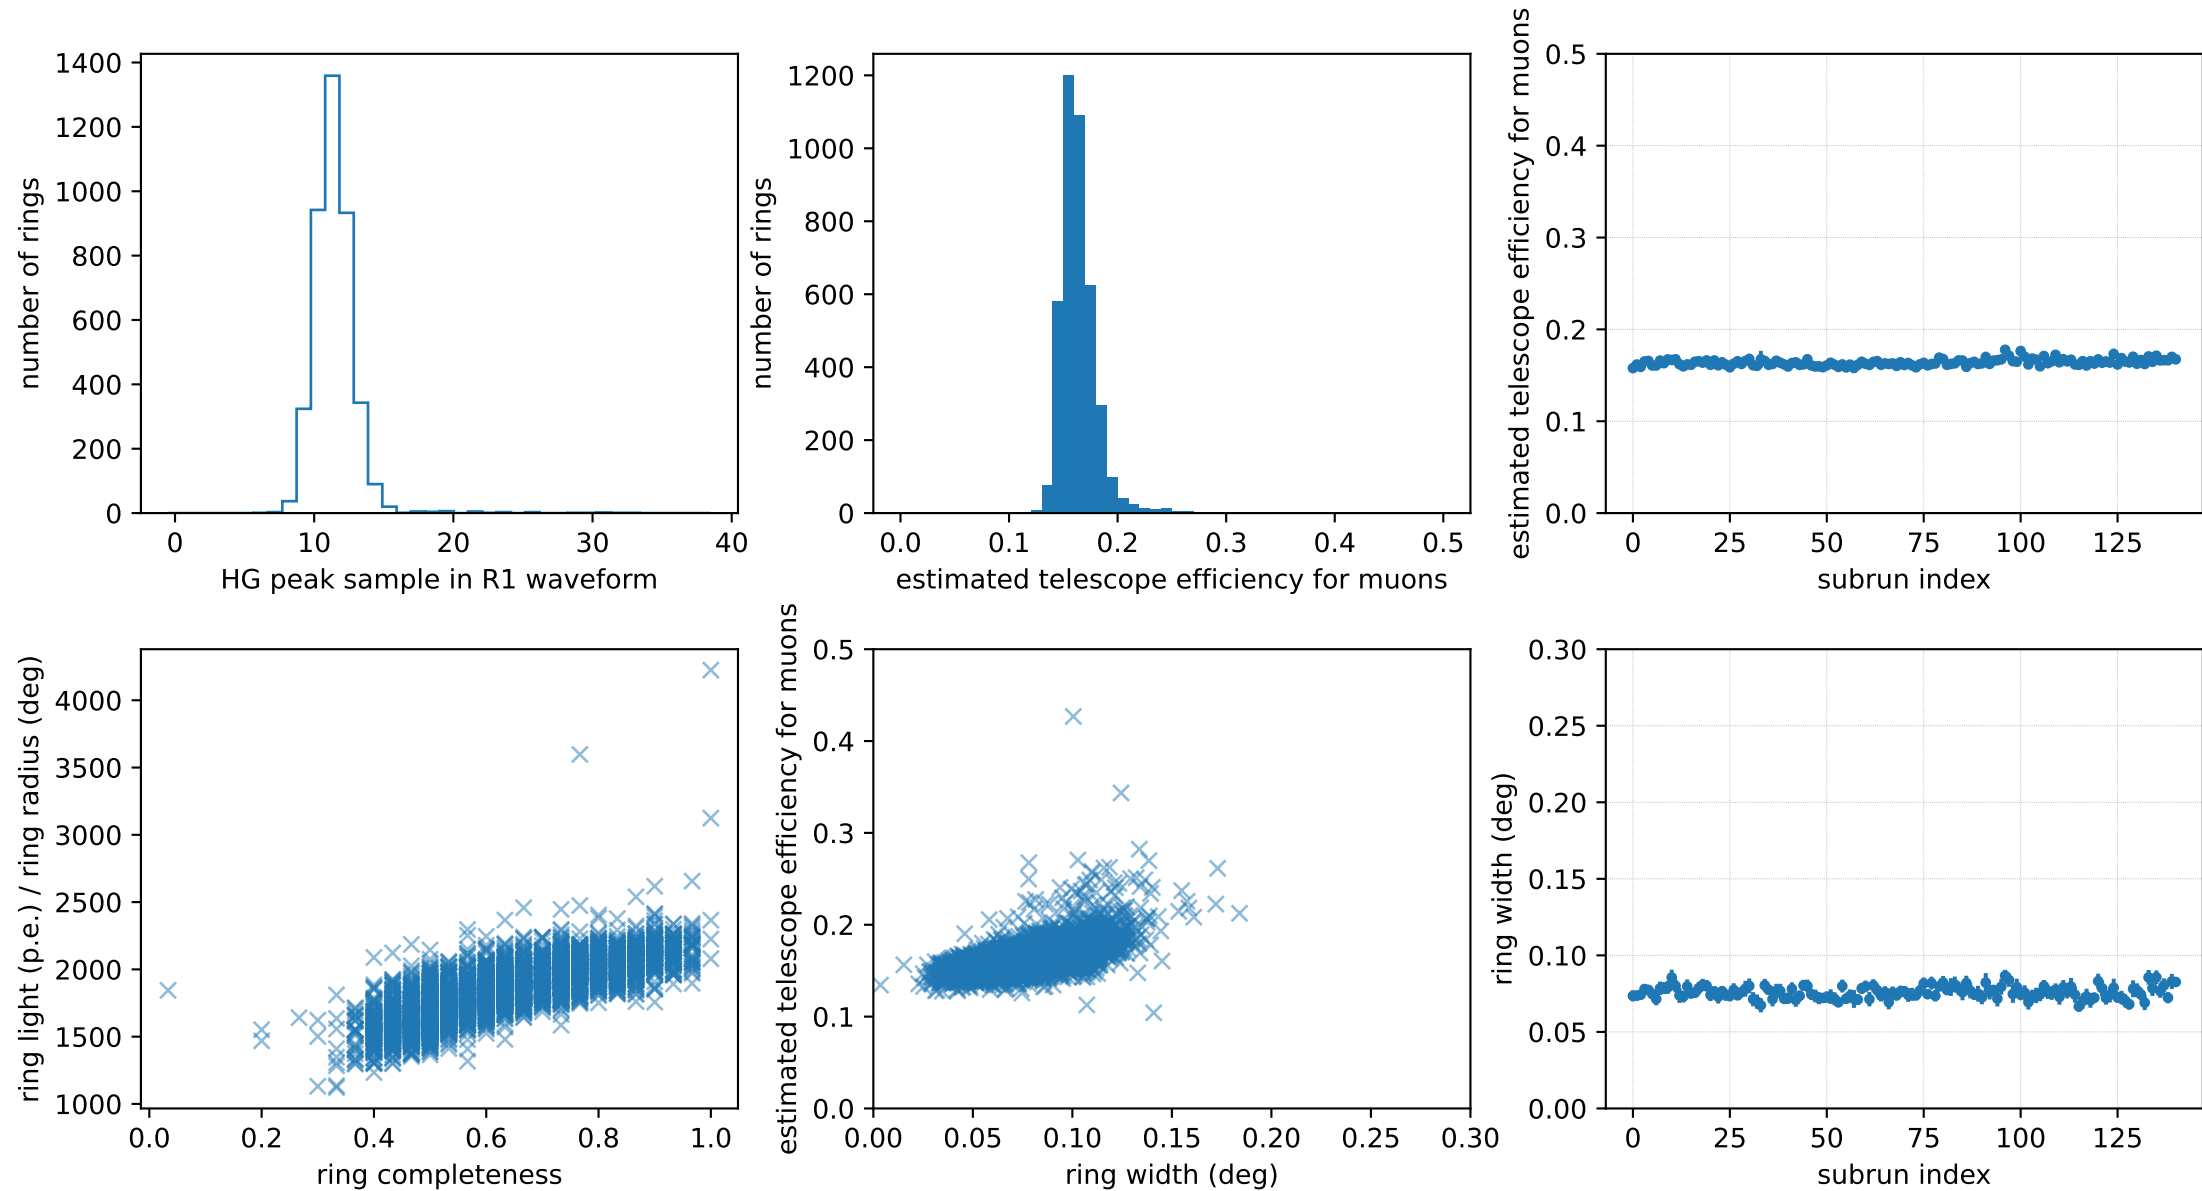 number of rings
1400
1200
1000
800
600
400
200
0
0 10 20 30 40
HG peak sample in R1 waveform
number of rings
1200
1000
800
600
400
200
0
0.0 0.1 0.2 0.3 0.4 0.5
estimated telescope efficiency for muons
estimated telescope efficiency for muons
0.5
0.4
0.3
0.2
0.1
0.0
0 25 50 75 100 125
subrun index
ring light (p.e.) / ring radius (deg)
4000
3500
3000
2500
2000
1500
1000
0.0 0.2 0.4 0.6 0.8 1.0
ring completeness
estimated telescope efficiency for muons
0.5
0.4
0.3
0.2
0.1
0.0
0.00 0.05 0.10 0.15 0.20 0.25 0.30
ring width (deg)
ring width (deg)
0.30
0.25
0.20
0.15
0.10
0.05
0.00
0 25 50 75 100 125
subrun index